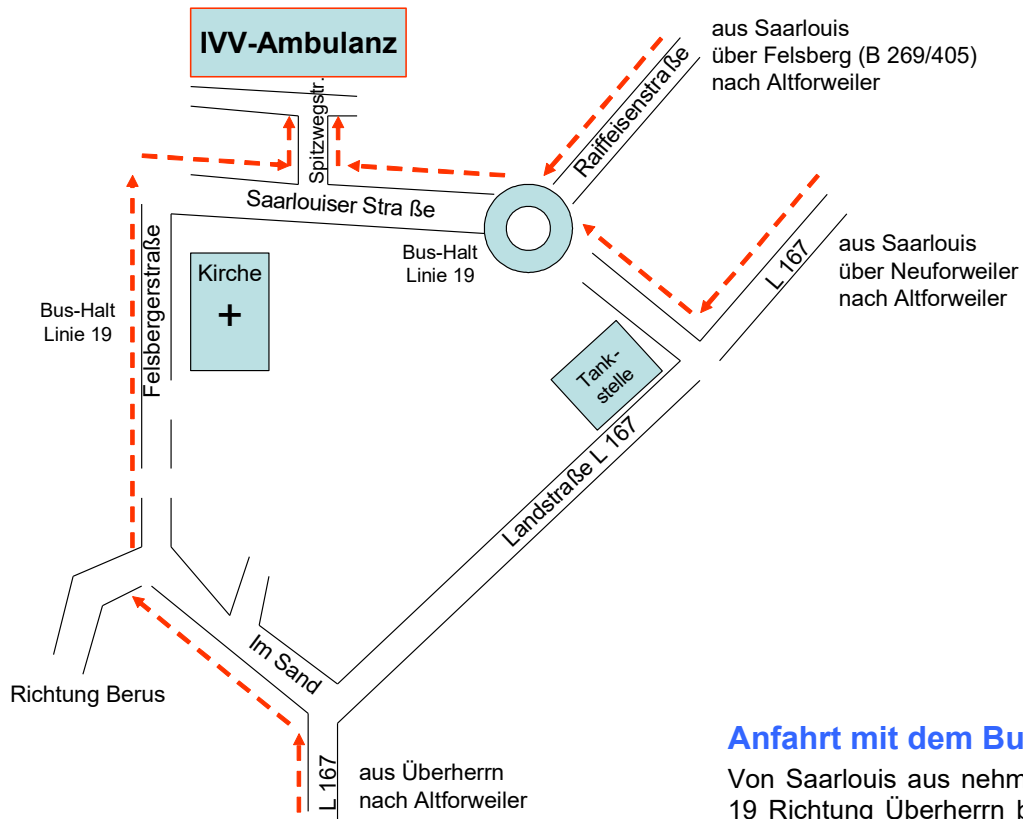 IVV-Ambulanz
Spitzwegstr.
aus Saarlouis
über Felsberg (B 269/405)
nach Altforweiler
Raiffeisenstraße
Saarlouiser Stra ße
Bus-Halt
Linie 19
L 167
aus Saarlouis
über Neuforweiler
nach Altforweiler
Kirche
+
Bus-Halt
Linie 19
Felsbergerstraße
Tank-
stelle
Landstraße L 167
Im Sand
Richtung Berus
L 167
aus Überherrn
nach Altforweiler
Anfahrt mit dem Bu
Von Saarlouis aus nehm
19 Richtung Überherrn b